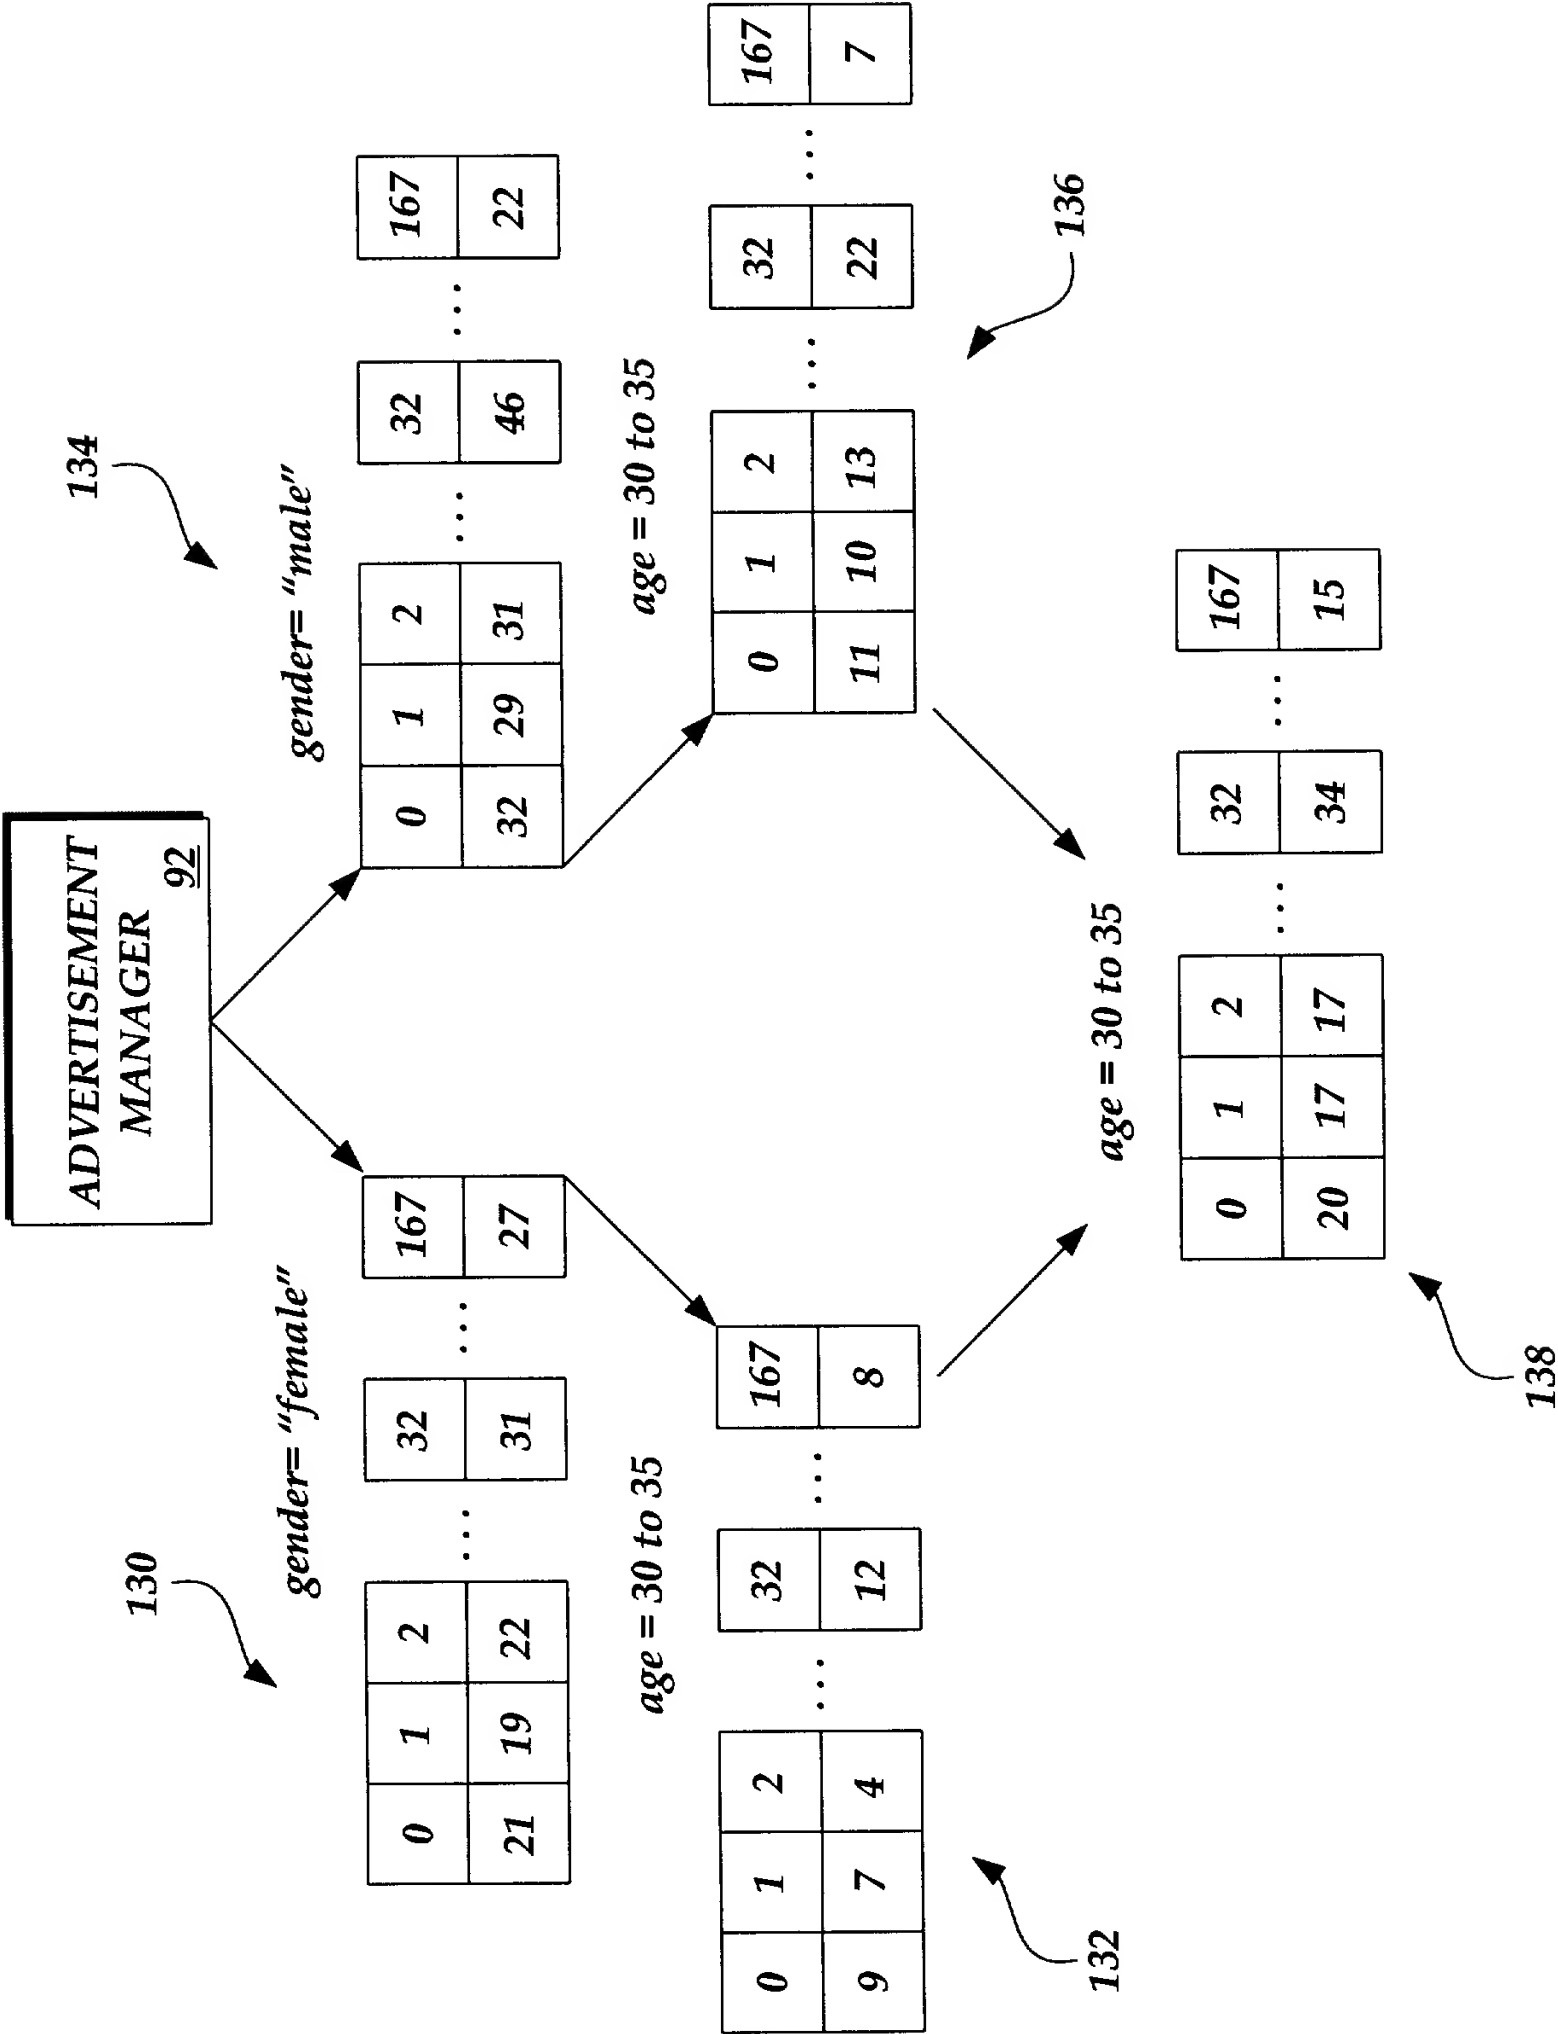 ADVERTISEMENT
MANAGER
92
130
134
gender= "female"
gender= "male"
0 1 2 ... 32 ... 167
21 19 22 31 27
0 1 2 ... 32 ... 167
32 29 31 46 22
age = 30 to 35
age = 30 to 35
0 1 2 ... 32 ... 167
9 7 4 12 8
0 1 2 ... 32 ... 167
11 10 13 22 7
132
136
age = 30 to 35
0 1 2 ... 32 ... 167
20 17 17 34 15
138